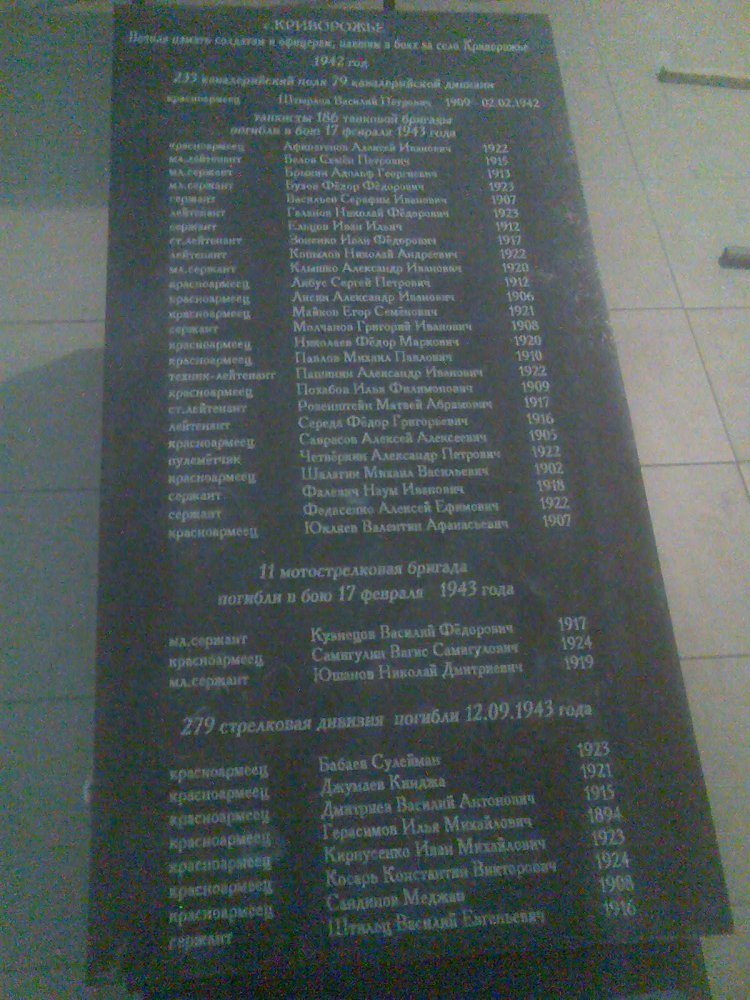 с.КРИВОРОЖЬЕ
Вечная память солдатам и офицерам, павшим в боях за село Криворожье
1942 год
233 кавалерийский полк 79 кавалерийской дивизии
красноармеец Василий Петрович 1909 - 02.02.1942
танкисты 186 танковой бригады
погибли в бою 17 февраля 1943 года
красноармеец Афиногенов Алексей Иванович 1922
мл.лейтенант Белов Семён Петрович 1915
мл.сержант Адольф Георгиевич 1913
мл.сержант Бузов Фёдор Фёдорович 1923
сержант Васильев Серафим Иванович 1907
лейтенант Галанов Николай Фёдорович 1923
сержант Ельцов Иван Ильич 1912
ст.лейтенант Зоненко Иван Фёдорович 1917
лейтенант Копылов Николай Андреевич 1922
мл.сержант Климко Александр Иванович 1920
красноармеец Либус Сергей Петрович 1912
красноармеец Лисин Александр Иванович 1906
красноармеец Майков Егор Семёнович 1921
сержант Молчанов Григорий Иванович 1908
красноармеец Николаев Фёдор Маркович 1920
красноармеец Павлов Михаил Павлович 1910
техник-лейтенант Пашинин Александр Иванович 1922
красноармеец Похабов Илья Филимонович 1909
ст.лейтенант Ровенштейн Матвей Абрамович 1917
лейтенант Середа Фёдор Григорьевич 1916
красноармеец Саврасов Алексей Алексеевич 1905
пулемётчик Четвёркин Александр Петрович 1922
красноармеец Шалагин Михаил Васильевич 1902
сержант Фалевич Наум Иванович 1918
сержант Федисенко Алексей Ефимович 1922
красноармеец Юкляев Валентин Афанасьевич 1907
11 мотострелковая бригада
погибли в бою 17 февраля 1943 года
мл.сержант Кузнецов Василий Фёдорович 1917
красноармеец Самигулин Вагис Самигулович 1924
мл.сержант Юшанов Николай Дмитриевич 1919
279 стрелковая дивизия погибли 12.09.1943 года
красноармеец Бабаев Сулейман 1923
красноармеец Джумаев Кинджа 1921
красноармеец Дмитриев Василий Антонович 1915
красноармеец Герасимов Илья Михайлович 1894
красноармеец Кирпусенко Иван Михайлович 1923
красноармеец Косарь Константин Викторович 1924
красноармеец Саидинов Меджав 1908
сержант Штыльц Василий Евгеньевич 1916